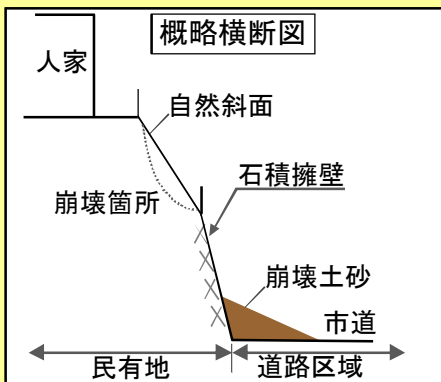 概略横断図
人家
自然斜面
石積擁壁
崩壊箇所
崩壊土砂
市道
民有地
道路区域